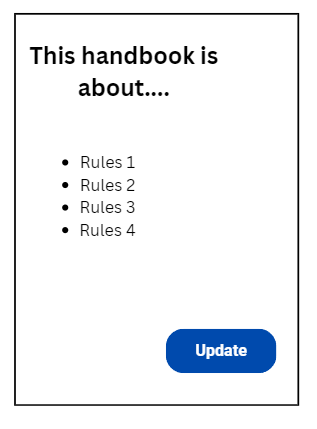 This handbook is
about....
Rules 1
Rules 2
Rules 3
Rules 4
Update